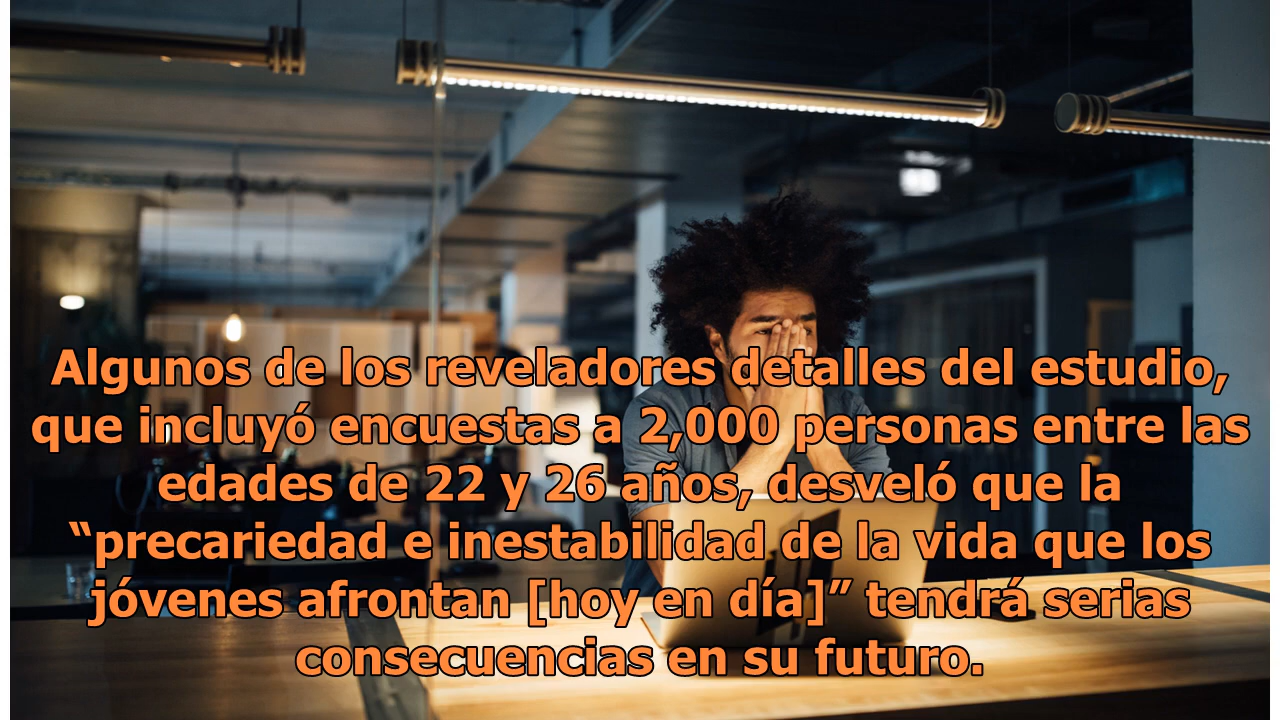 Algunos de los reveladores detalles del estudio,
que incluyó encuestas a 2,000 personas entre las
edades de 22 y 26 años, desveló que la
“precariedad e inestabilidad de la vida que los
jóvenes afrontan [hoy en día]” tendrá serias
consecuencias en su futuro.